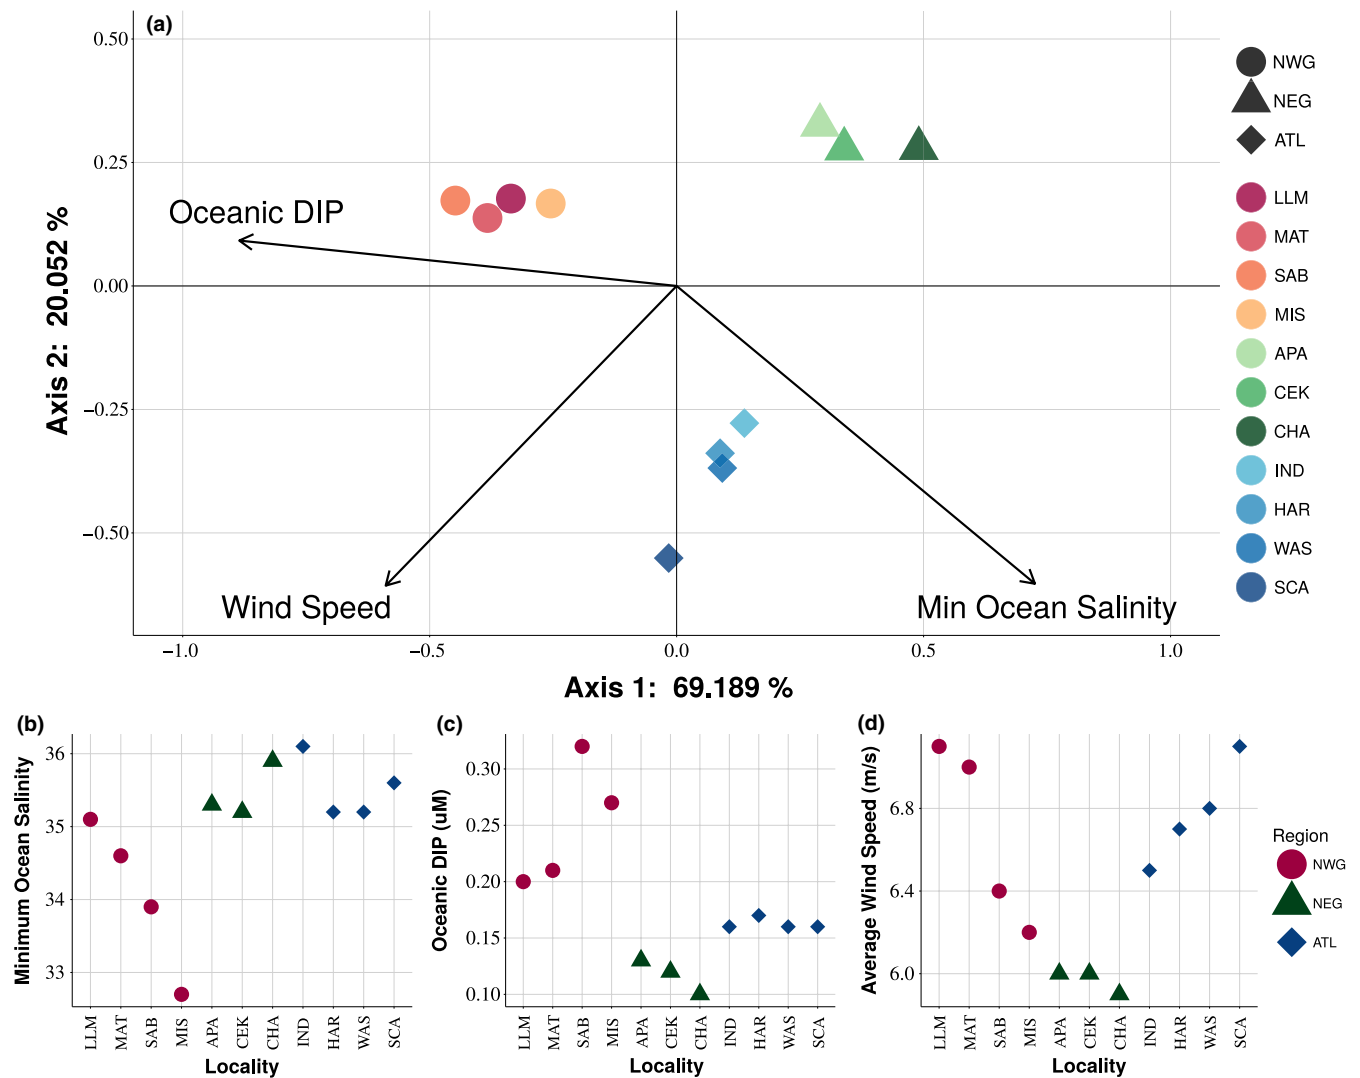 (a)
0.50
0.25
0.00
−0.25
−0.50
Axis 2: 20.052 %
Oceanic DIP
Wind Speed
Min Ocean Salinity
−1.0
−0.5
0.0
0.5
1.0
Axis 1: 69.189 %
NWG
NEG
ATL
LLM
MAT
SAB
MIS
APA
CEK
CHA
IND
HAR
WAS
SCA
(b)
Minimum Ocean Salinity
36
35
34
33
LLM
MAT
SAB
MIS
APA
CEK
CHA
IND
HAR
WAS
SCA
Locality
(c)
Oceanic DIP (uM)
0.30
0.25
0.20
0.15
0.10
LLM
MAT
SAB
MIS
APA
CEK
CHA
IND
HAR
WAS
SCA
Locality
(d)
Average Wind Speed (m/s)
6.8
6.4
6.0
LLM
MAT
SAB
MIS
APA
CEK
CHA
IND
HAR
WAS
SCA
Locality
Region
NWG
NEG
ATL